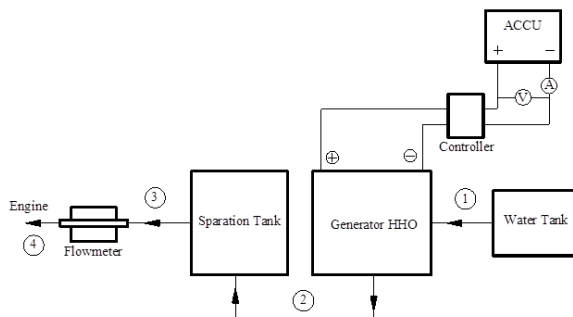 ACCU
+ −
A
V
Controller
⊕ ⊖
Engine
3
Sparation Tank
Generator HHO
1
Water Tank
4
Flowmeter
2